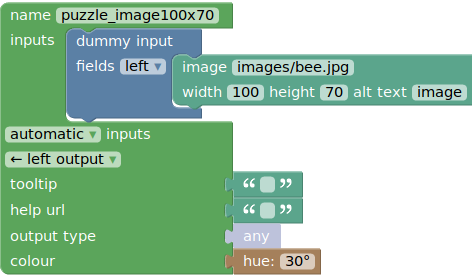 name puzzle_image100x70
inputs dummy input
fields left ▾
image images/bee.jpg
width 100 height 70 alt text image
automatic ▾ inputs
← left output ▾
tooltip “ ”
help url “ ”
output type any
colour hue: 30°